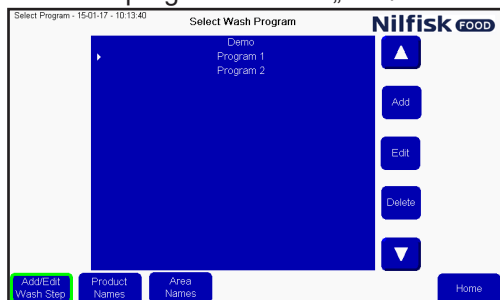 Select Program - 15-01-17 - 10:13:40
Select Wash Program
Nilfisk FOOD
Demo
Program 1
Program 2
Add
Edit
Delete
Add/Edit
Wash Step
Product
Names
Area
Names
Home